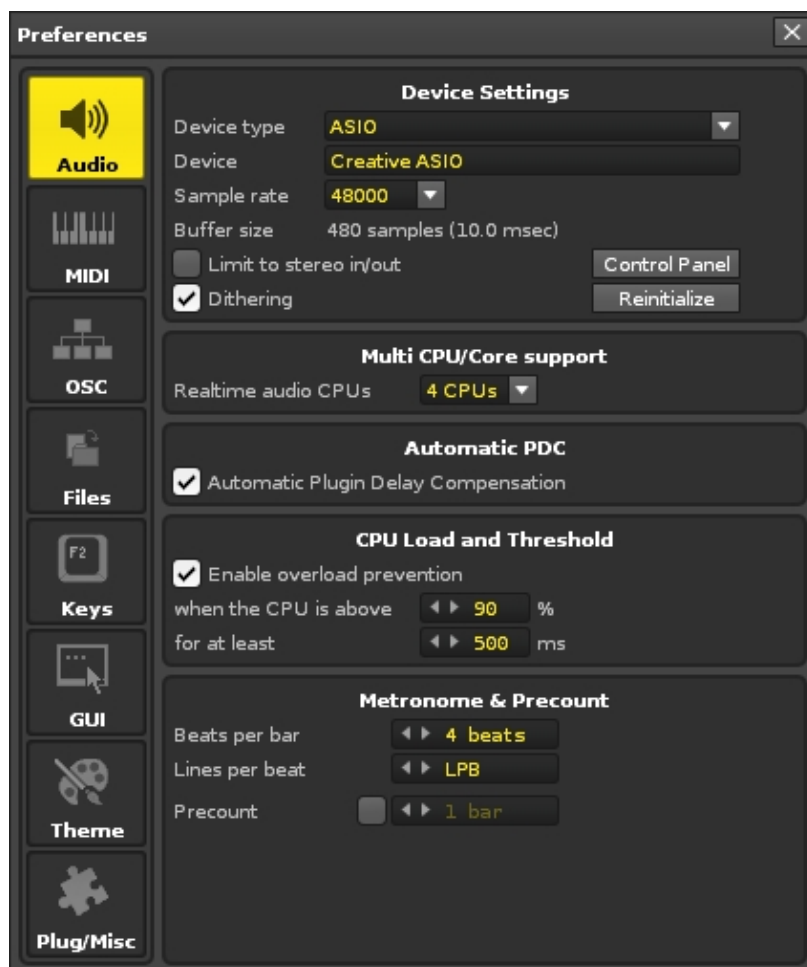 Preferences
Audio
MIDI
OSC
Files
F2
Keys
GUI
Theme
Plug/Misc
Device Settings
Device type ASIO
Device Creative ASIO
Sample rate 48000
Buffer size 480 samples (10.0 msec)
Limit to stereo in/out Control Panel
Dithering Reinitialize
Multi CPU/Core support
Realtime audio CPUs 4 CPUs
Automatic PDC
Automatic Plugin Delay Compensation
CPU Load and Threshold
Enable overload prevention
when the CPU is above 90 %
for at least 500 ms
Metronome & Precount
Beats per bar 4 beats
Lines per beat LPB
Precount 1 bar